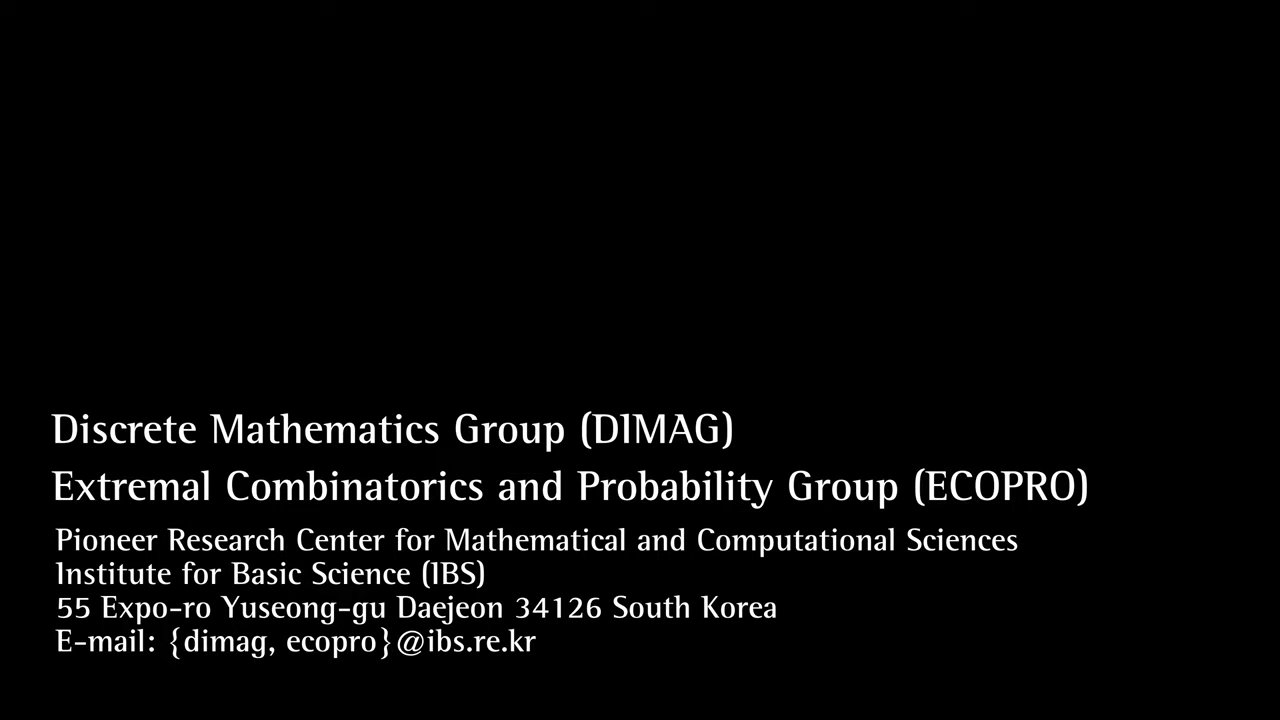 Discrete Mathematics Group (DIMAG)
Extremal Combinatorics and Probability Group (ECOPRO)
Pioneer Research Center for Mathematical and Computational Sciences
Institute for Basic Science (IBS)
55 Expo-ro Yuseong-gu Daejeon 34126 South Korea
E-mail: {dimag, ecopro}@ibs.re.kr